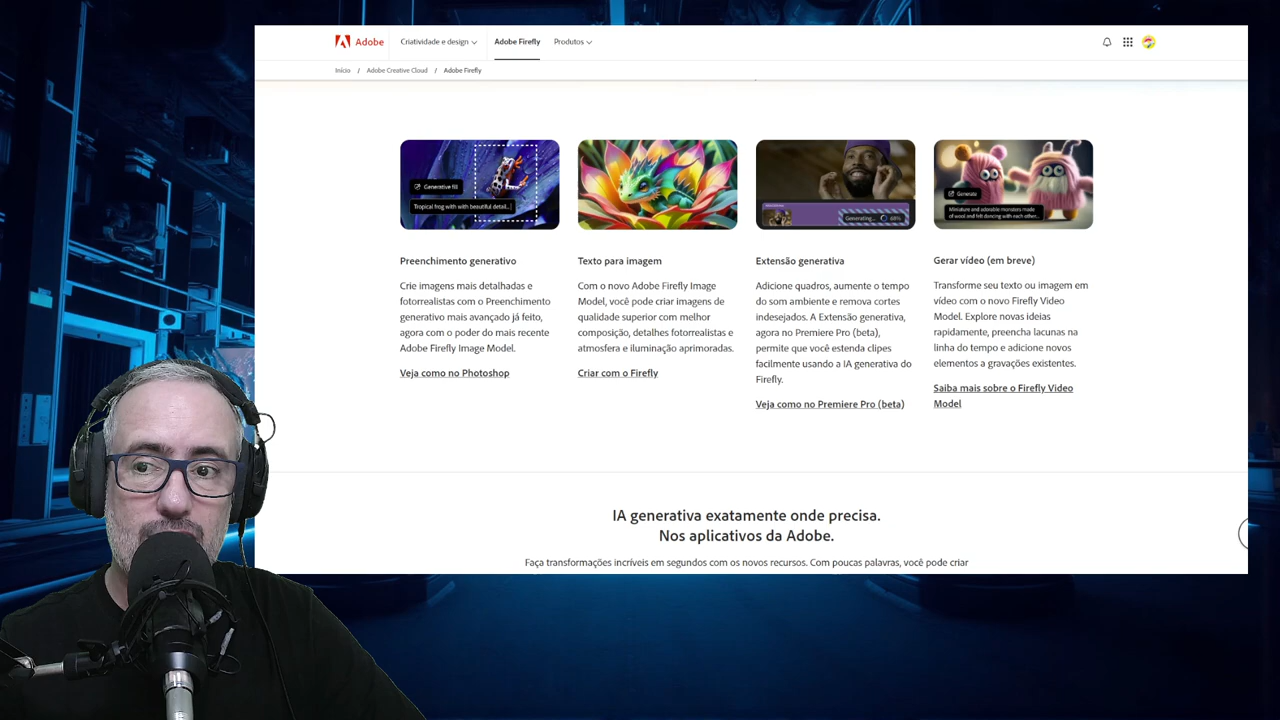 Adobe
Criatividade e design
Adobe Firefly
Produtos
Início / Adobe Creative Cloud / Adobe Firefly
Generative fill
Tropical frog with with beautiful detail...
Generating... 68%
Generate
Miniature and adorable monsters made
of wool and felt dancing with each other...
Preenchimento generativo
Crie imagens mais detalhadas e
fotorrealistas com o Preenchimento
generativo mais avançado já feito,
agora com o poder do mais recente
Adobe Firefly Image Model.
Veja como no Photoshop
Texto para imagem
Com o novo Adobe Firefly Image
Model, você pode criar imagens de
qualidade superior com melhor
composição, detalhes fotorrealistas e
atmosfera e iluminação aprimoradas.
Criar com o Firefly
Extensão generativa
Adicione quadros, aumente o tempo
do som ambiente e remova cortes
indesejados. A Extensão generativa,
agora no Premiere Pro (beta),
permite que você estenda clipes
facilmente usando a IA generativa do
Firefly.
Veja como no Premiere Pro (beta)
Gerar vídeo (em breve)
Transforme seu texto ou imagem em
vídeo com o novo Firefly Video
Model. Explore novas ideias
rapidamente, preencha lacunas na
linha do tempo e adicione novos
elementos a gravações existentes.
Saiba mais sobre o Firefly Video
Model
IA generativa exatamente onde precisa.
Nos aplicativos da Adobe.
Faça transformações incríveis em segundos com os novos recursos. Com poucas palavras, você pode criar